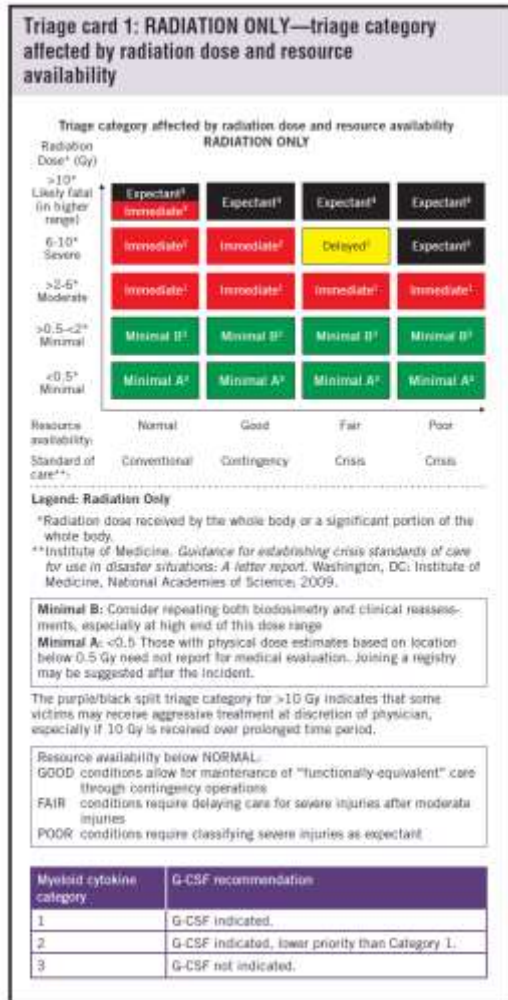 Triage card 1: RADIATION ONLY—triage category
affected by radiation dose and resource
availability
Triage category affected by radiation dose and resource availability
RADIATION ONLY
Radiation
Dose* (Gy)
>10*
Likely fatal
(in higher
range)
Expectant
Immediate
Expectant
Expectant
Expectant
6-10*
Severe
Immediate
Immediate
Delayed
Expectant
>2-6*
Moderate
Immediate¹
Immediate¹
Immediate¹
Immediate¹
>0.5-<2*
Minimal
Minimal B
Minimal B
Minimal B
Minimal B
<0.5*
Minimal
Minimal A
Minimal A
Minimal A
Minimal A
Resource
availability:
Normal
Good
Fair
Poor
Standard of
care**:
Conventional
Contingency
Crisis
Crisis
Legend: Radiation Only
*Radiation dose received by the whole body or a significant portion of the
whole body.
**Institute of Medicine. Guidance for establishing crisis standards of care
for use in disaster situations: A letter report. Washington, DC: Institute of
Medicine, National Academies of Science; 2009.
Minimal B: Consider repeating both biodosimetry and clinical reassess-
ments, especially at high end of this dose range
Minimal A: <0.5 Those with physical dose estimates based on location
below 0.5 Gy need not report for medical evaluation. Joining a registry
may be suggested after the incident.
The purple/black split triage category for >10 Gy indicates that some
victims may receive aggressive treatment at discretion of physician,
especially if 10 Gy is received over prolonged time period.
Resource availability below NORMAL:
GOOD conditions allow for maintenance of "functionally-equivalent" care
through contingency operations
FAIR conditions require delaying care for severe injuries after moderate
injuries
POOR conditions require classifying severe injuries as expectant
Myeloid cytokine
category
G-CSF recommendation
1
G-CSF indicated.
2
G-CSF indicated, lower priority than Category 1.
3
G-CSF not indicated.